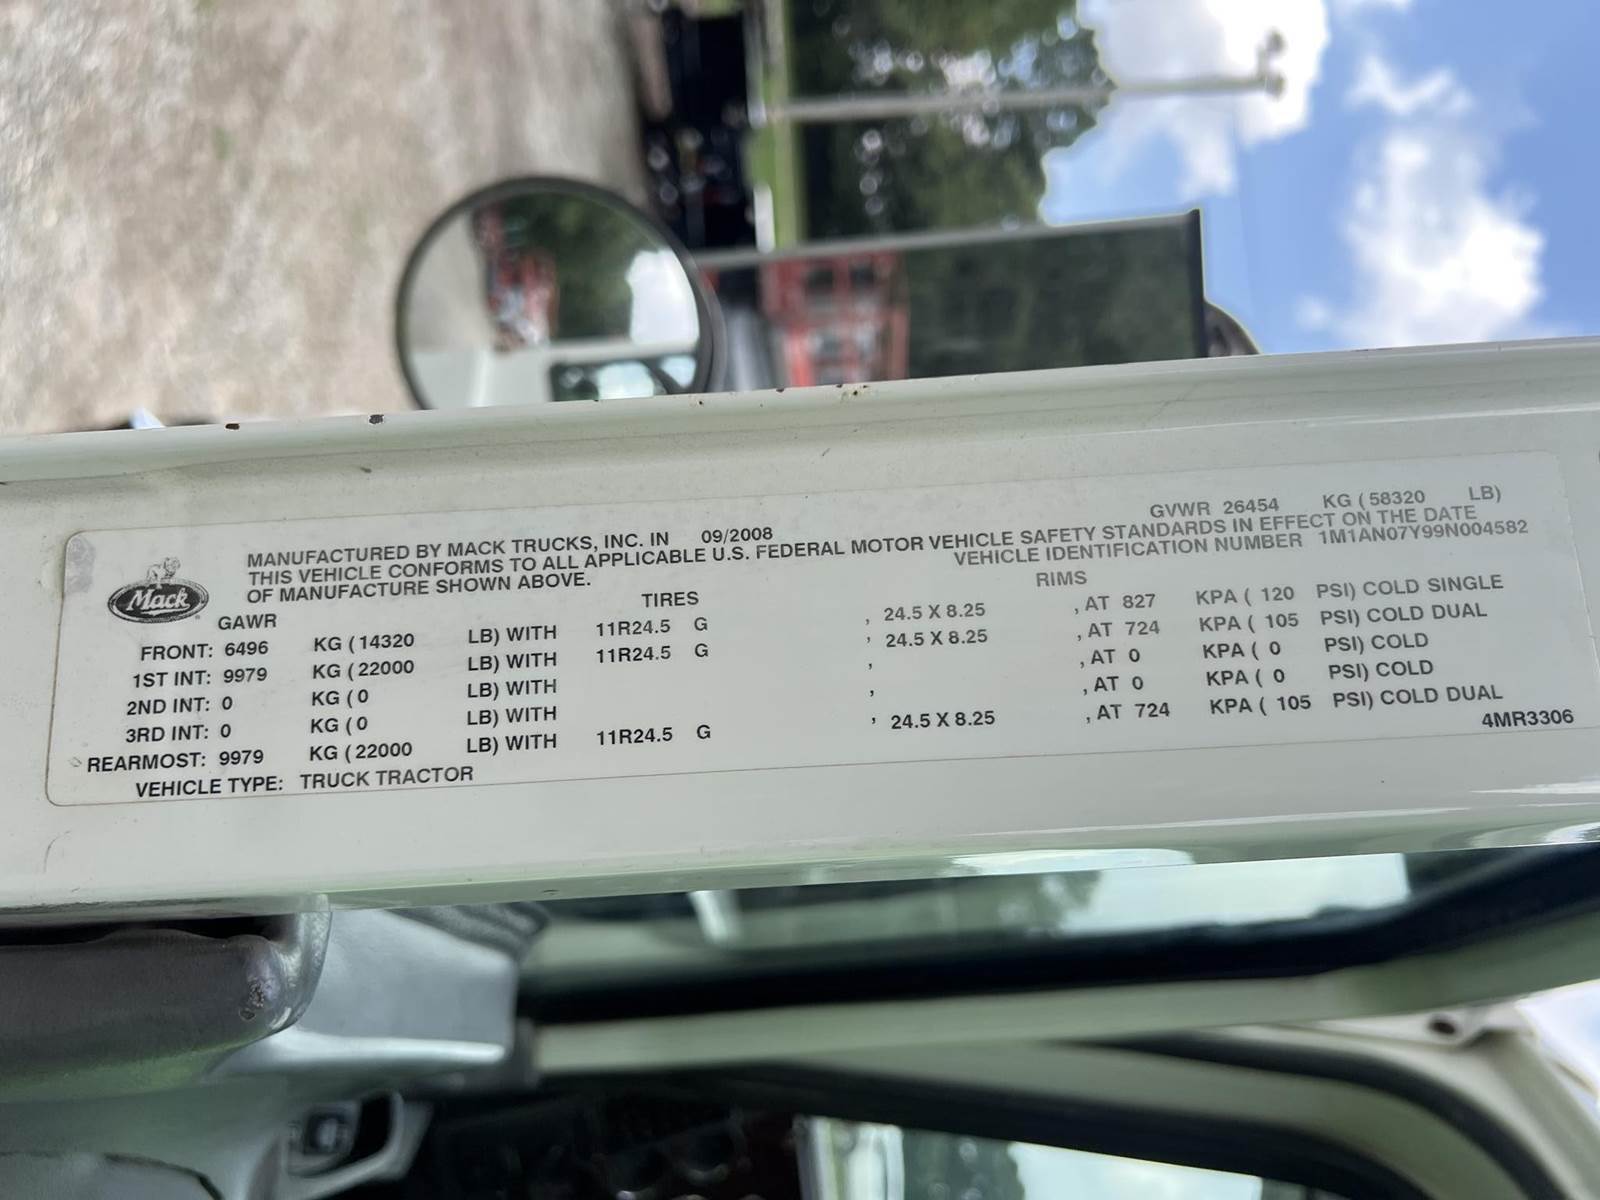 GVWR 26454 KG ( 58320 LB)
MANUFACTURED BY MACK TRUCKS, INC. IN 09/2008
THIS VEHICLE CONFORMS TO ALL APPLICABLE U.S. FEDERAL MOTOR VEHICLE SAFETY STANDARDS IN EFFECT ON THE DATE
OF MANUFACTURE SHOWN ABOVE. VEHICLE IDENTIFICATION NUMBER 1M1AN07Y99N004582
Mack
GAWR TIRES RIMS
FRONT: 6496 KG ( 14320 LB) WITH 11R24.5 G , 24.5 X 8.25 , AT 827 KPA ( 120 PSI) COLD SINGLE
1ST INT: 9979 KG ( 22000 LB) WITH 11R24.5 G , 24.5 X 8.25 , AT 724 KPA ( 105 PSI) COLD DUAL
2ND INT: 0 KG ( 0 LB) WITH , , AT 0 KPA ( 0 PSI) COLD
3RD INT: 0 KG ( 0 LB) WITH , , AT 0 KPA ( 0 PSI) COLD
REARMOST: 9979 KG ( 22000 LB) WITH 11R24.5 G , 24.5 X 8.25 , AT 724 KPA ( 105 PSI) COLD DUAL
VEHICLE TYPE: TRUCK TRACTOR 4MR3306